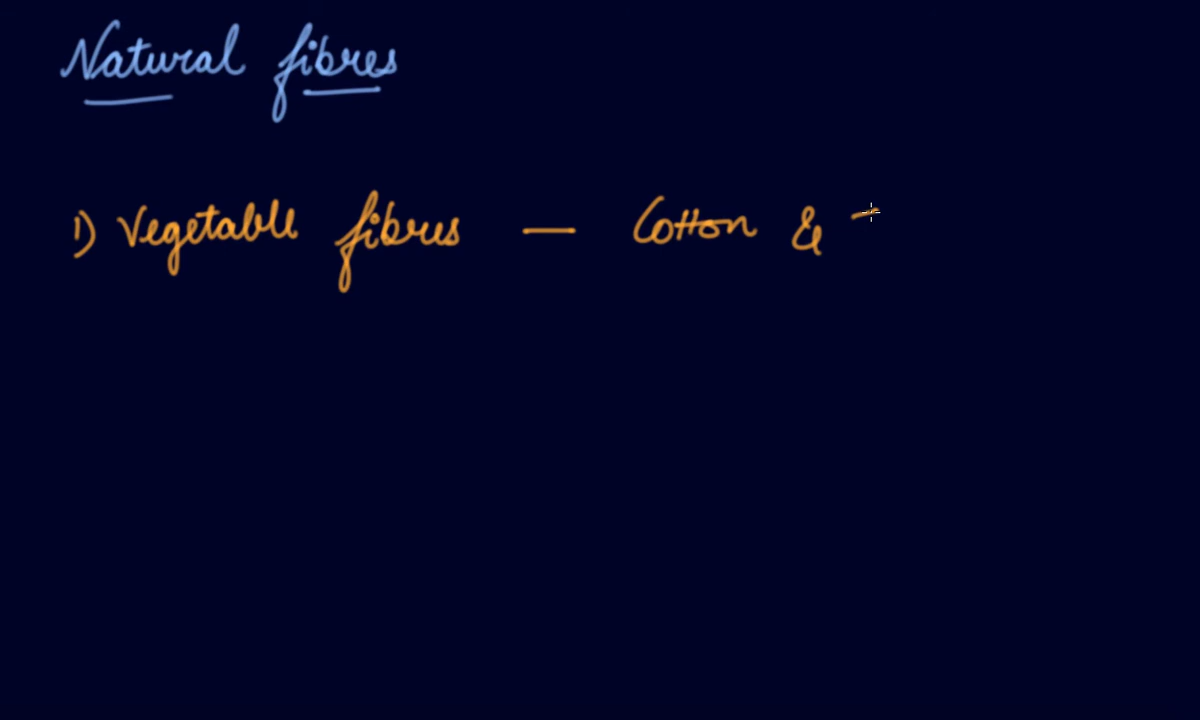 Natural fibres
1) Vegetable fibres — Cotton &